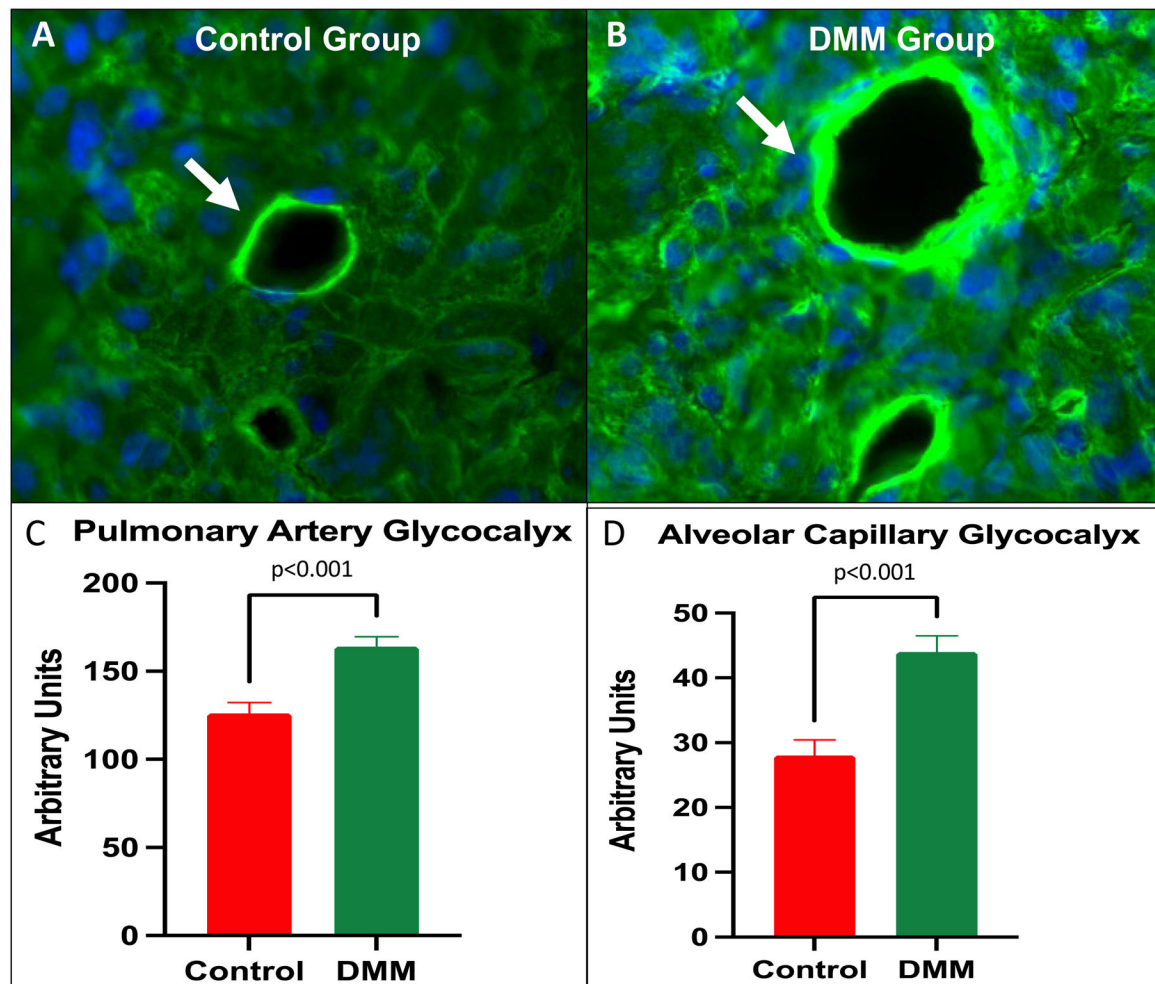 A
Control Group
B
DMM Group
C
Pulmonary Artery Glycocalyx
p<0.001
200
150
100
50
0
Arbitrary Units
Control
DMM
D
Alveolar Capillary Glycocalyx
p<0.001
50
40
30
20
10
0
Arbitrary Units
Control
DMM